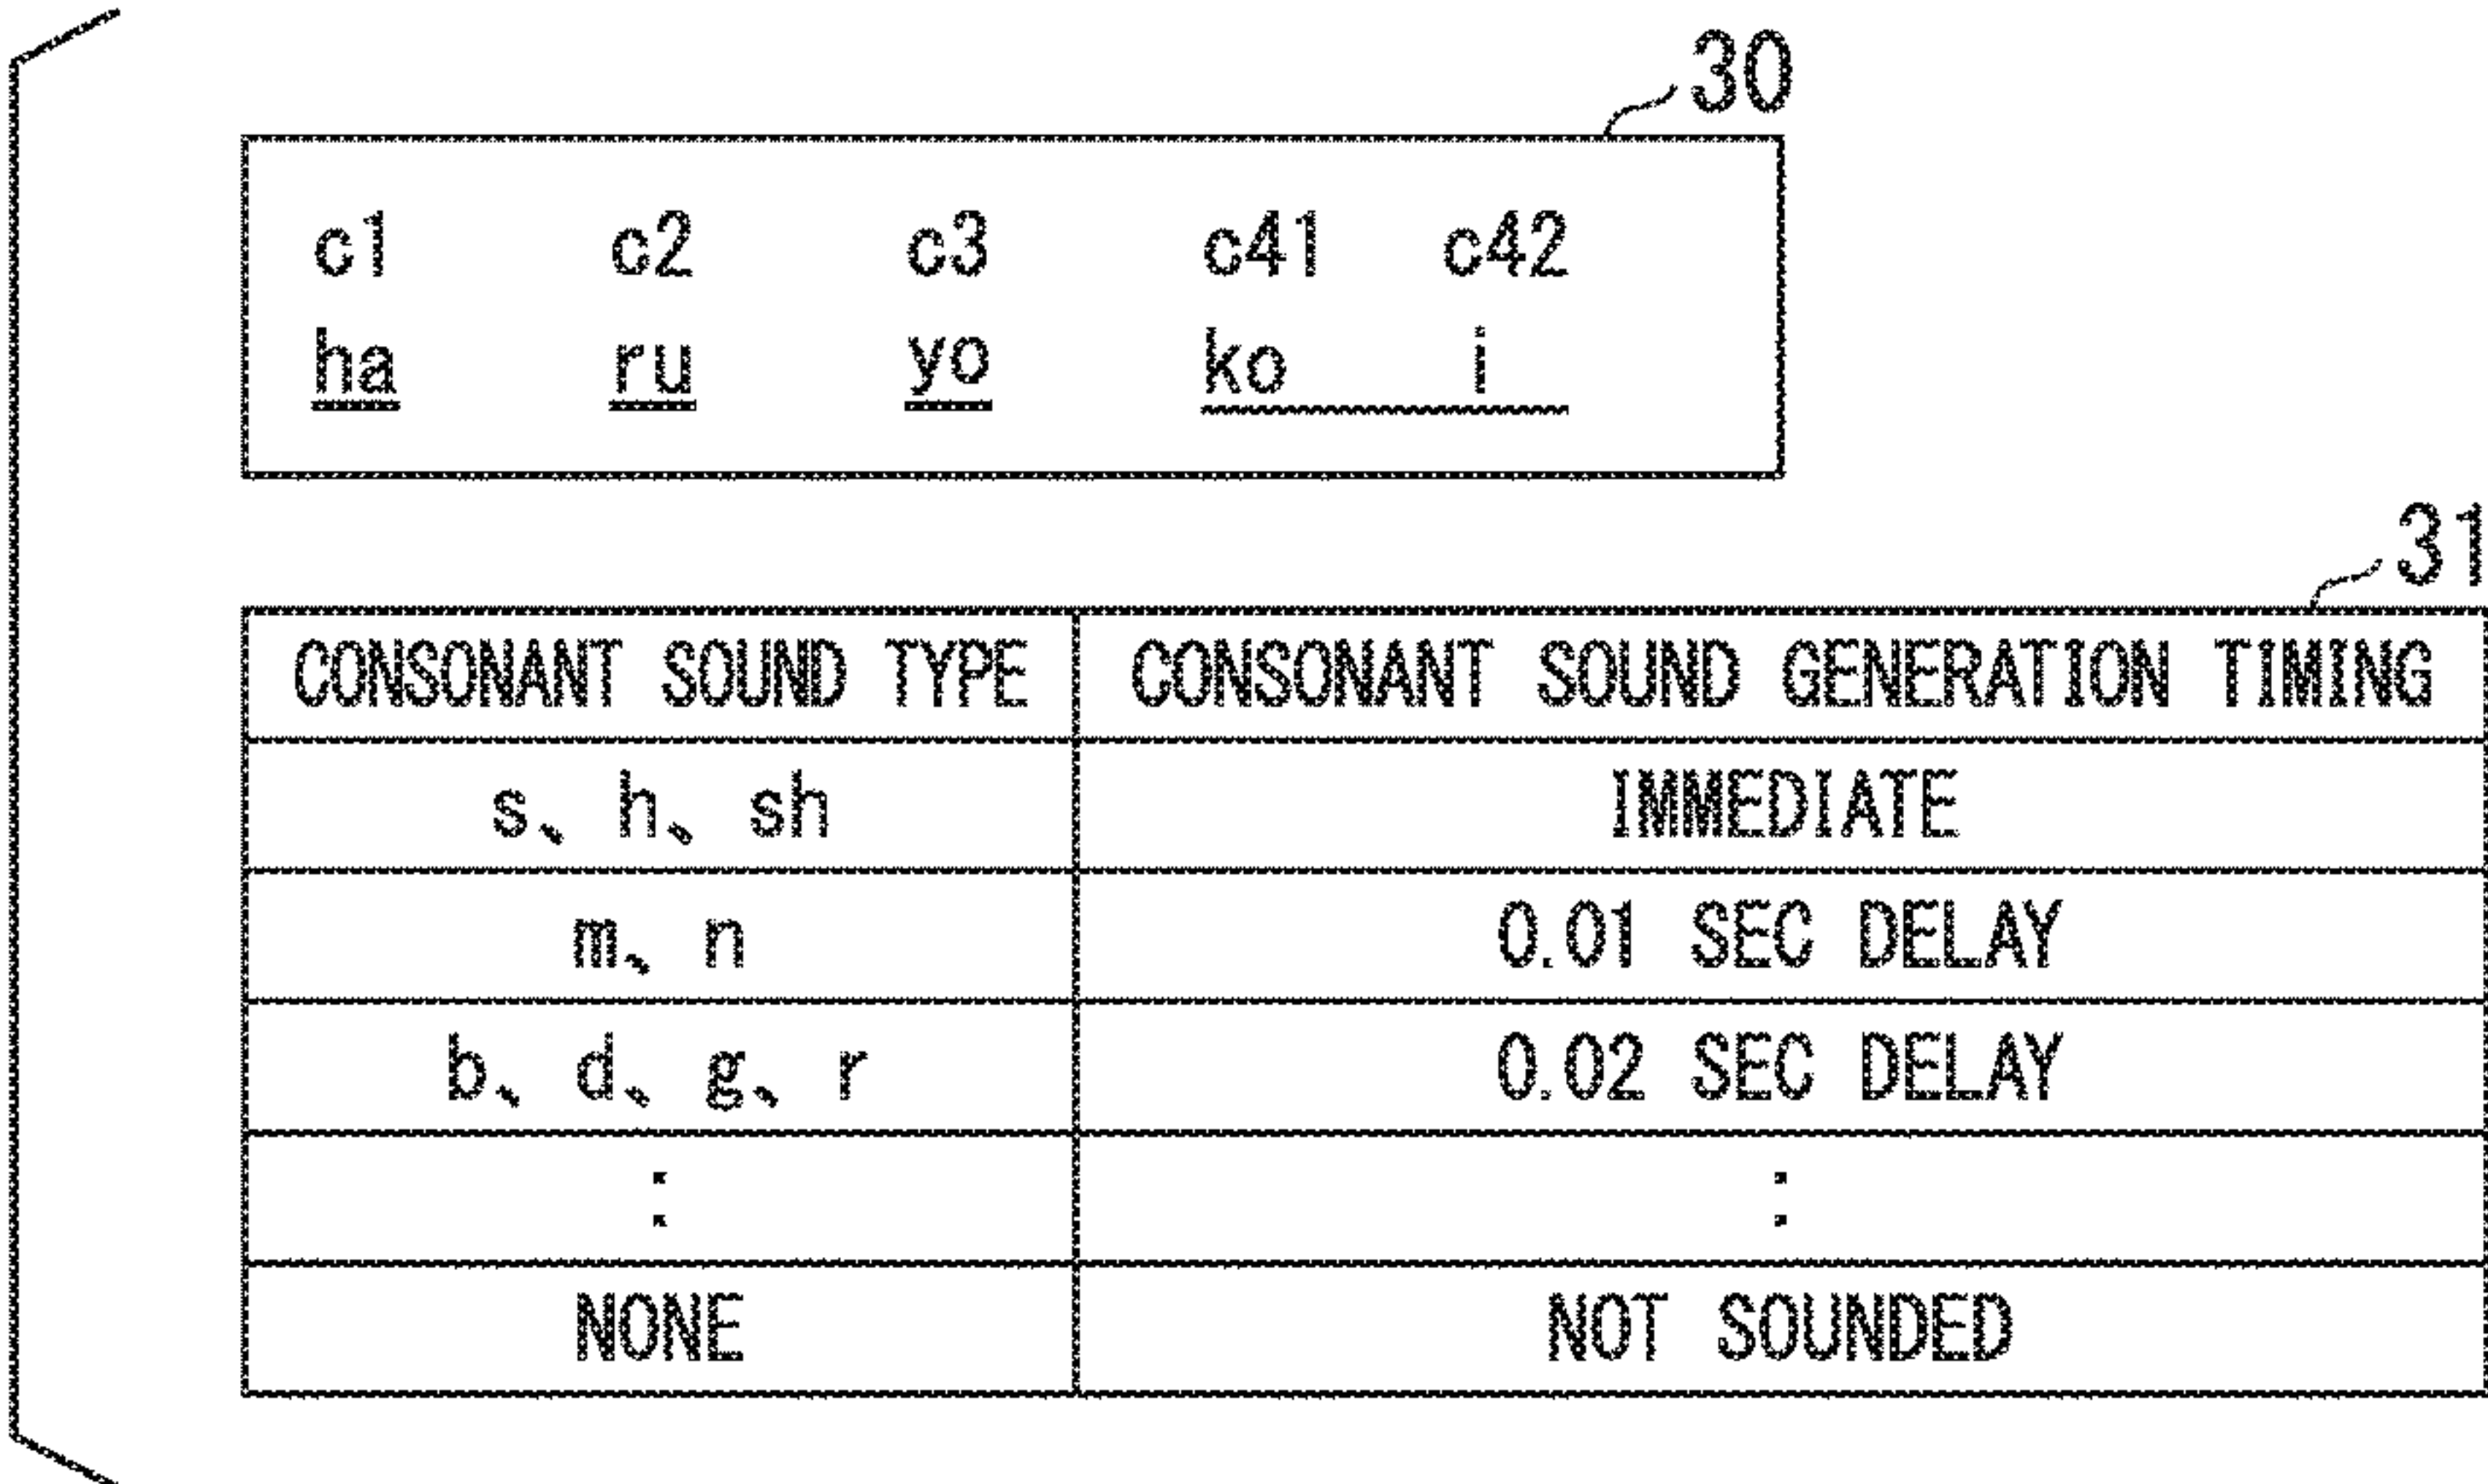 30
c1 c2 c3 c41 c42
ha ru yo ko i
31
CONSONANT SOUND TYPE CONSONANT SOUND GENERATION TIMING
s、h、sh IMMEDIATE
m、n 0.01 SEC DELAY
b、d、g、r 0.02 SEC DELAY
: :
NONE NOT SOUNDED